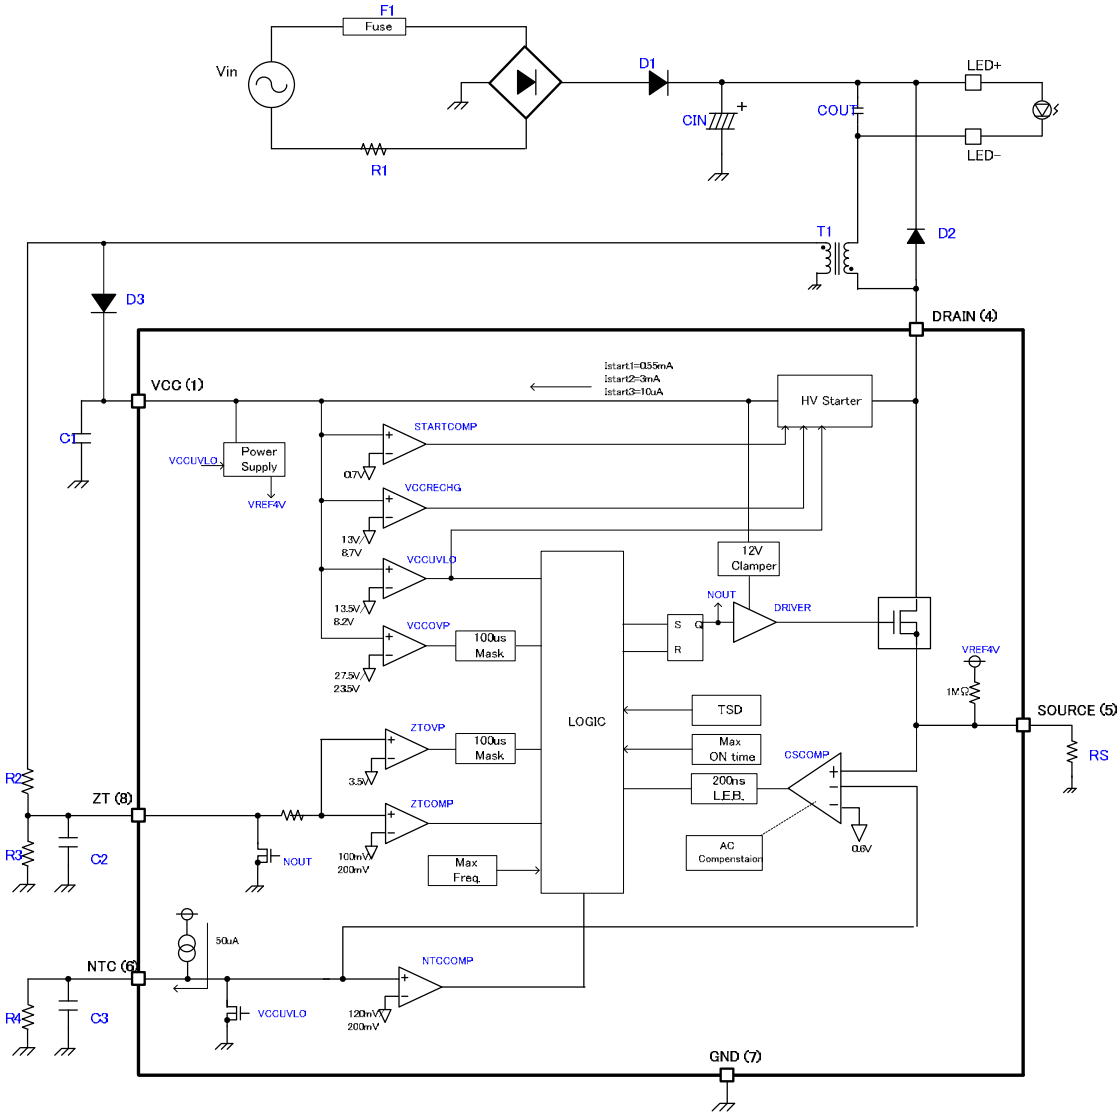 F1
Fuse
Vin
R1
D1
CIN
+
COUT
LED+
LED-
T1
D2
D3
DRAIN (4)
VCC (1)
Istart1=0.55mA
Istart2=3mA
Istart3=10uA
HV Starter
C1
VCCUVLO
Power
Supply
VREF4V
STARTCOMP
+
-
0.7V
VCCRECHG
+
-
13V/
8.7V
VCCUVLO
+
-
13.5V/
8.2V
VCCOVP
+
-
27.5V/
23.5V
100us
Mask
12V
Clamper
NOUT
DRIVER
S
Q
R
LOGIC
VREF4V
1MΩ
SOURCE (5)
RS
TSD
Max
ON time
200ns
L.E.B.
CSCOMP
+
-
-
0.6V
AC
Compenstaion
ZTOVP
+
-
3.5V
100us
Mask
R2
ZT (8)
R3
C2
NOUT
ZTCOMP
+
-
100mV/
200mV
Max
Freq.
50uA
NTC (6)
R4
C3
VCCUVLO
NTCCOMP
+
-
120mV/
200mV
GND (7)